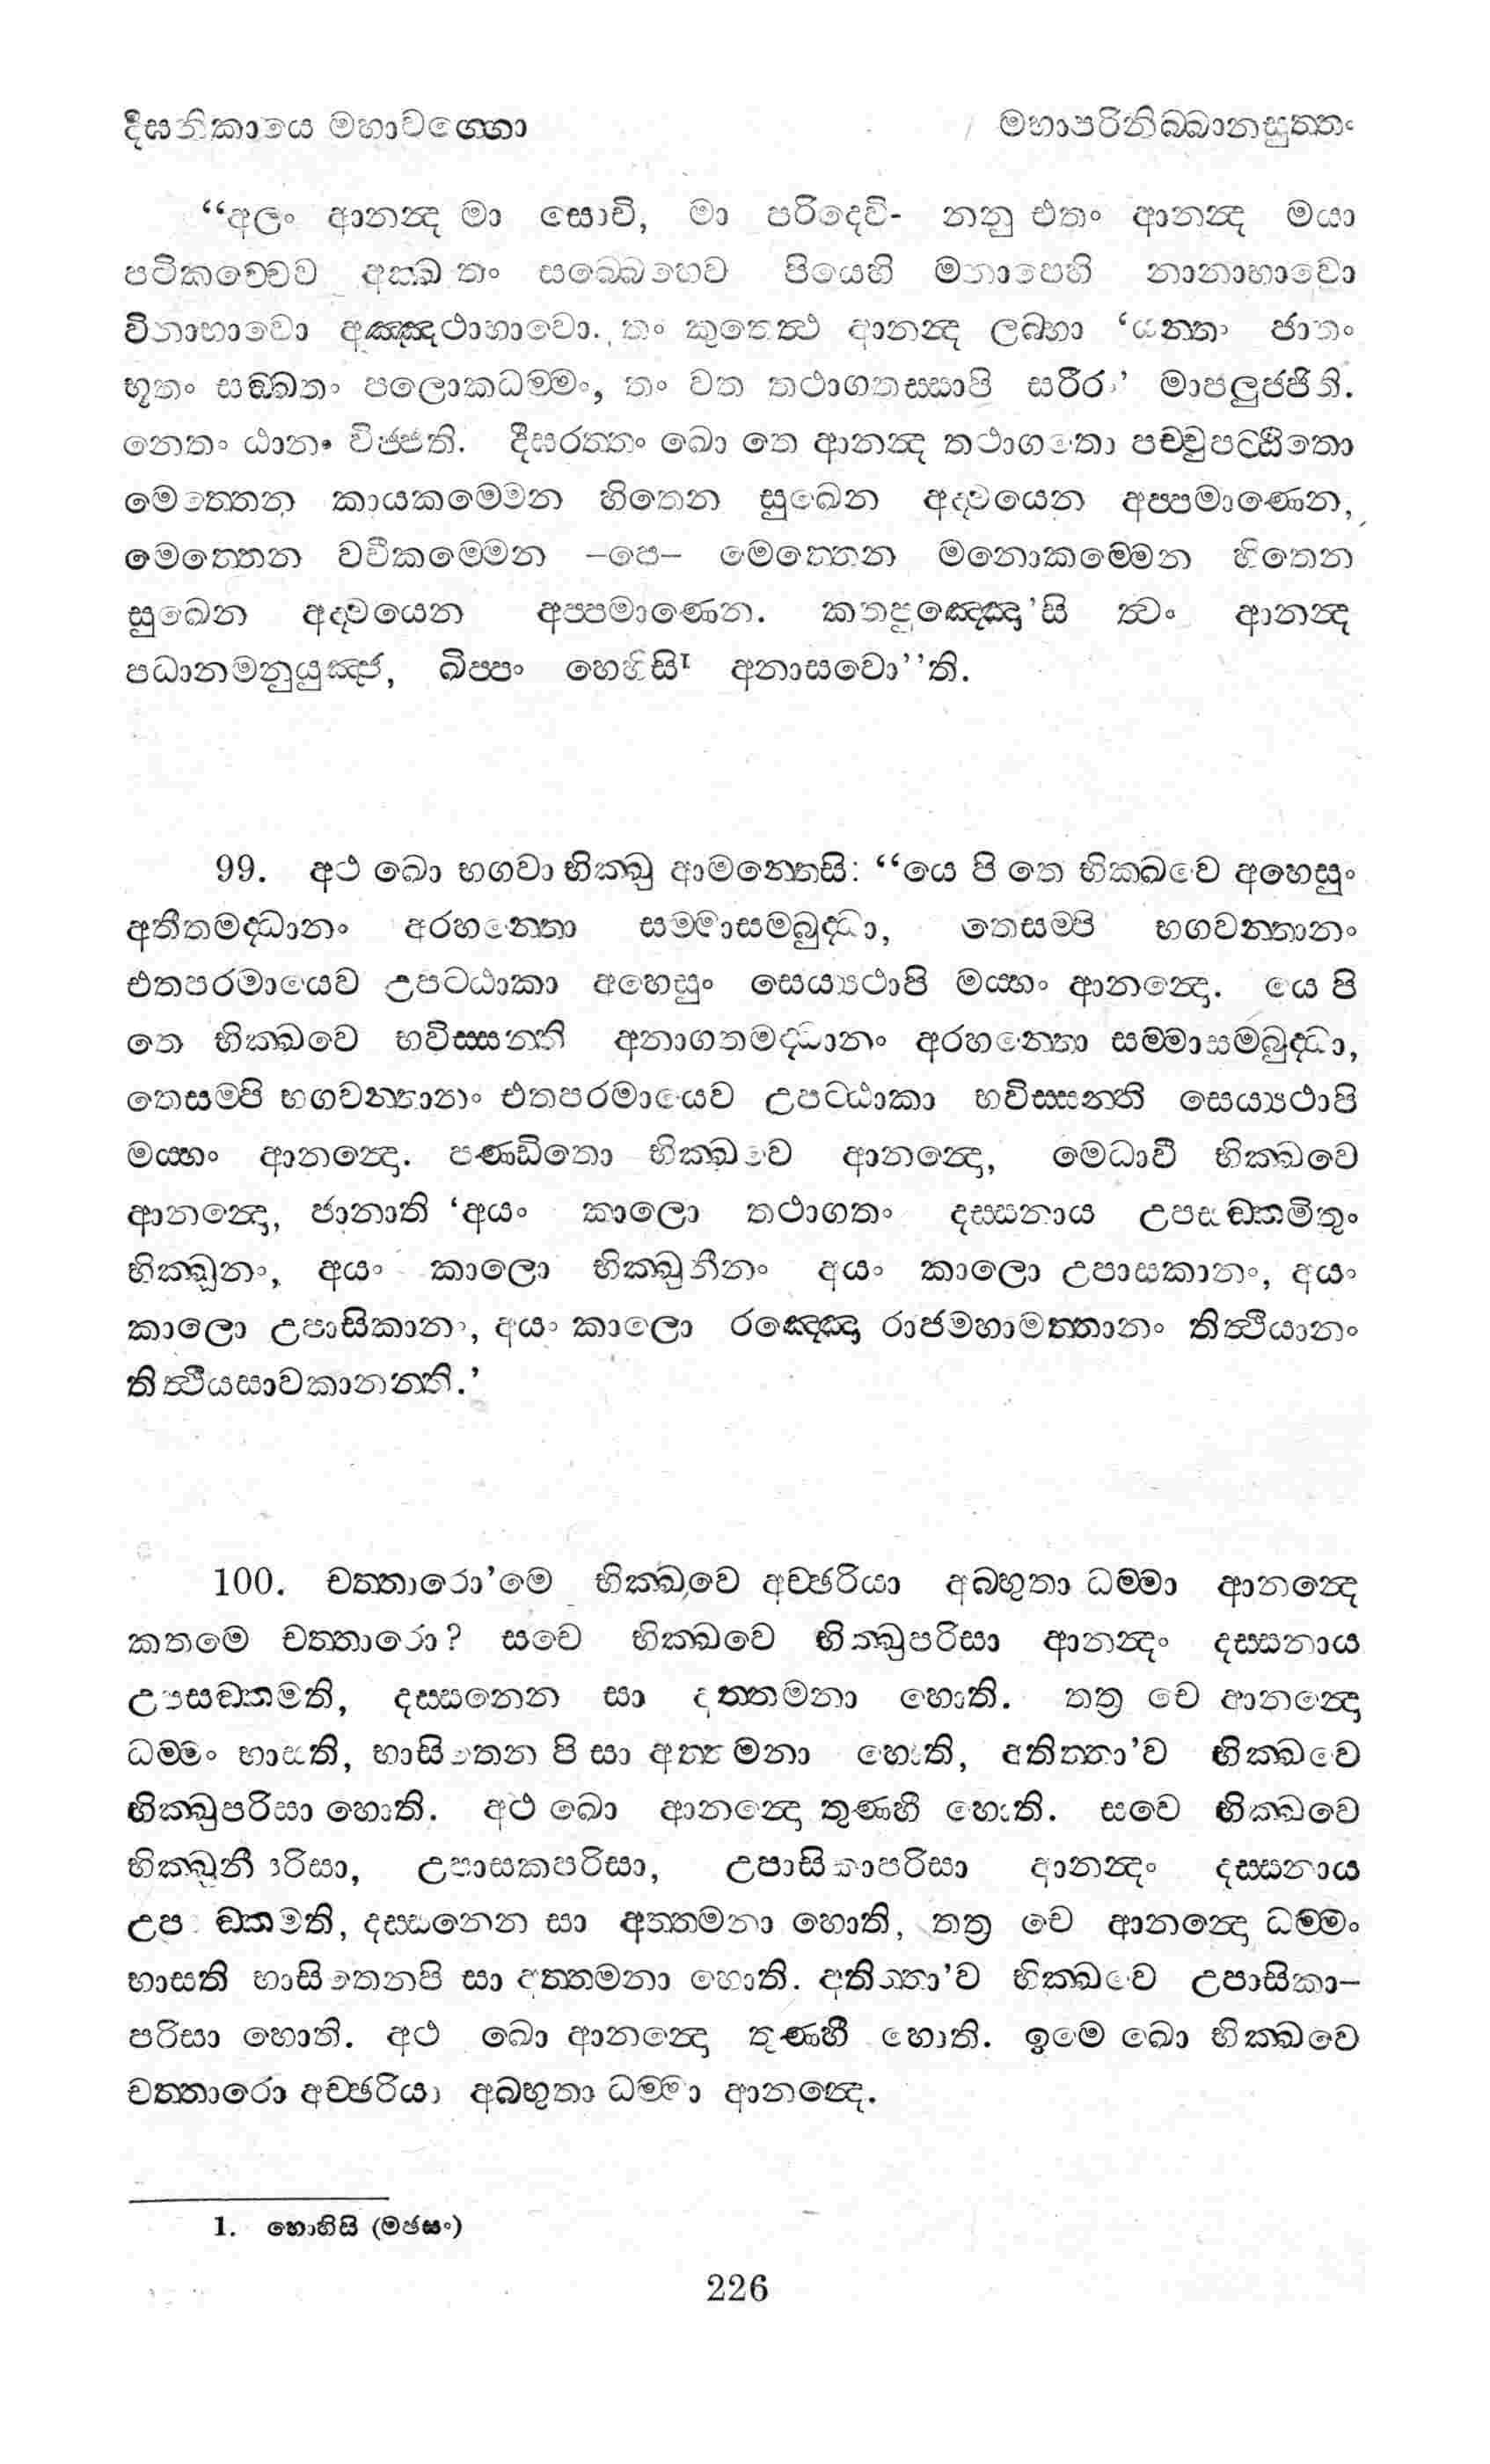 දීඝනිකායෙ මහාවග්ගො මහාපරිනිබ්බානසුත්තං
“අලං ආනන්ද මා සොචි, මා පරිදෙවි- නනු එතං ආනන්ද මයා
පටිකච්චෙව අක්ඛතං සබ්බෙහෙව පියෙහි මනාපෙහි නානාභාවො
විනාභාවො අඤ්ඤථාභාවො. තං කුතෙත්ථ ආනන්ද ලබ්භා ‘යන්තං ජාතං
භූතං සඞ්ඛතං පලොකධම්මං, තං වත තථාගතස්සාපි සරීරං’ මාපලුජ්ජීති.
නෙතං ඨානං විජ්ජති. දීඝරත්තං ඛො තෙ ආනන්ද තථාගතො පච්චුපට්ඨිතො
මෙත්තෙන කායකම්මෙන හිතෙන සුඛෙන අද්වයෙන අප්පමාණෙන,
මෙත්තෙන වචීකම්මෙන –පෙ– මෙත්තෙන මනොකම්මෙන හිතෙන
සුඛෙන අද්වයෙන අප්පමාණෙන. කතපුඤ්ඤො’සි ත්වං ආනන්ද
පධානමනුයුඤ්ජ, ඛිප්පං හෙහිසි¹ අනාසවො’’ති.
99. අථ ඛො භගවා භික්ඛු ආමන්තෙසි: “යෙ පි තෙ භික්ඛවෙ අහෙසුං
අතීතමද්ධානං අරහන්තො සම්මාසම්බුද්ධා, තෙසම්පි භගවන්තානං
එතපරමායෙව උපට්ඨාකා අහෙසුං සෙය්‍යථාපි මය්හං ආනන්දො. යෙ පි
තෙ භික්ඛවෙ භවිස්සන්ති අනාගතමද්ධානං අරහන්තො සම්මාසම්බුද්ධා,
තෙසම්පි භගවන්තානං එතපරමායෙව උපට්ඨාකා භවිස්සන්ති සෙය්‍යථාපි
මය්හං ආනන්දො. පණ්ඩිතො භික්ඛවෙ ආනන්දො, මෙධාවී භික්ඛවෙ
ආනන්දො, ජානාති ‘අයං කාලො තථාගතං දස්සනාය උපසඞ්කමිතුං
භික්ඛූනං, අයං කාලො භික්ඛුනීනං අයං කාලො උපාසකානං, අයං
කාලො උපාසිකානං, අයං කාලො රඤ්ඤො රාජමහාමත්තානං තිත්ථියානං
තිත්ථියසාවකානන්ති.’
100. චත්තාරො’මෙ භික්ඛවෙ අච්ඡරියා අබ්භුතා ධම්මා ආනන්දෙ
කතමෙ චත්තාරො? සචෙ භික්ඛවෙ භික්ඛුපරිසා ආනන්දං දස්සනාය
උපසඞ්කමති, දස්සනෙන සා අත්තමනා හොති. තත්‍ර චෙ ආනන්දො
ධම්මං භාසති, භාසිතෙන පි සා අත්තමනා හොති, අතිත්තා’ව භික්ඛවෙ
භික්ඛුපරිසා හොති. අථ ඛො ආනන්දො තුණ්හී හොති. සචෙ භික්ඛවෙ
භික්ඛූනීපරිසා, උපාසකපරිසා, උපාසිකාපරිසා ආනන්දං දස්සනාය
උපසඞ්කමති, දස්සනෙන සා අත්තමනා හොති, තත්‍ර චෙ ආනන්දො ධම්මං
භාසති භාසිතෙනපි සා අත්තමනා හොති. අතිත්තා’ව භික්ඛවෙ උපාසිකා–
පරිසා හොති. අථ ඛො ආනන්දො තුණ්හී හොති. ඉමෙ ඛො භික්ඛවෙ
චත්තාරො අච්ඡරියා අබ්භුතා ධම්මා ආනන්දෙ.
1. හොහිසි (මඡසං)
226